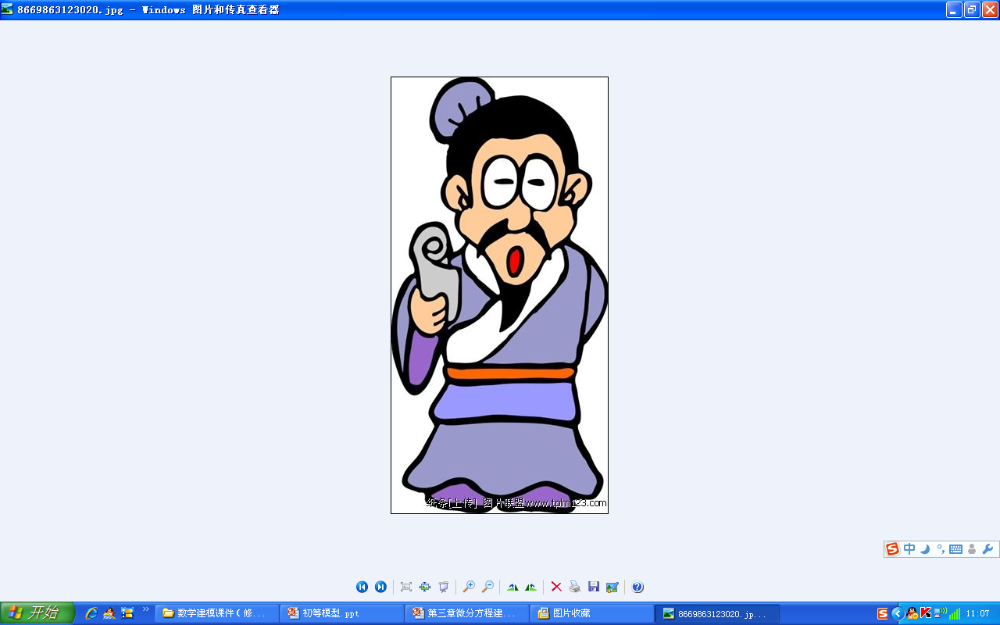 8669863123020.jpg - Windows 图片和传真查看器
纸条[上传] 图片联盟www.tplm123.com
中
开始
数学建模课件(修...
初等模型.ppt
第三章微分方程建...
图片收藏
8669863123020.jp...
11:07